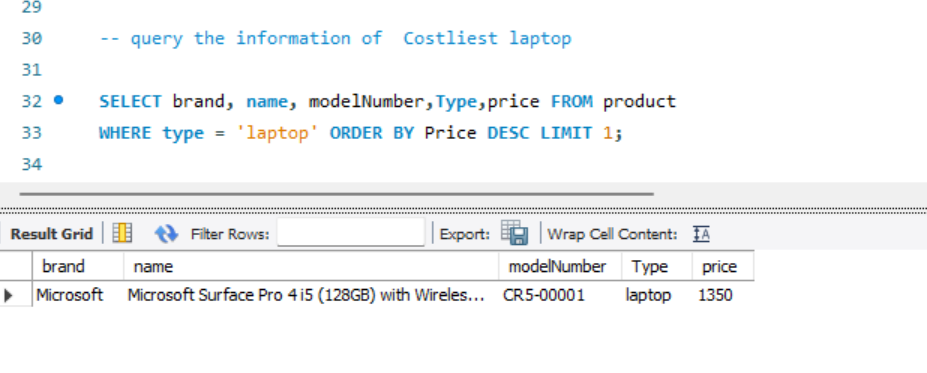 29
30 -- query the information of  Costliest laptop
31
32 SELECT brand, name, modelNumber,Type,price FROM product
33 WHERE type = 'laptop' ORDER BY Price DESC LIMIT 1;
34
Result Grid Filter Rows: Export: Wrap Cell Content: IA
brand name modelNumber Type price
Microsoft Microsoft Surface Pro 4 i5 (128GB) with Wireles... CR5-00001 laptop 1350